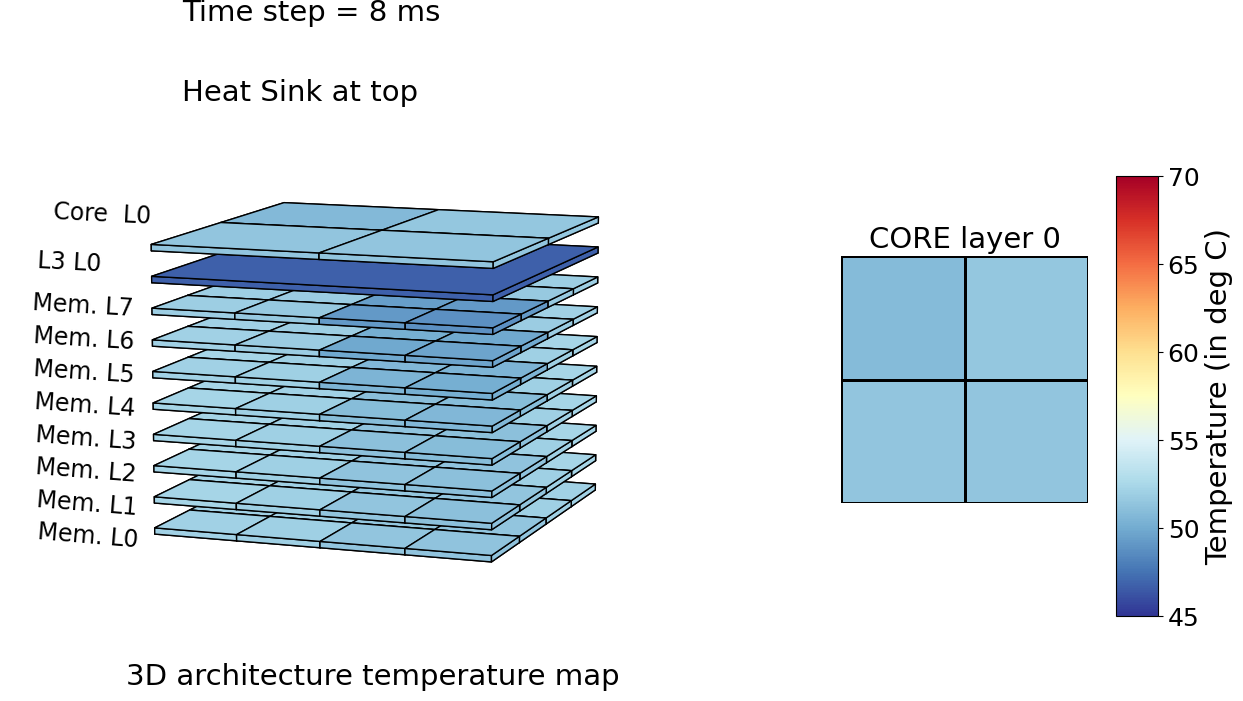 Time step = 8 ms
Heat Sink at top
Core  L0
L3 L0
Mem. L7
Mem. L6
Mem. L5
Mem. L4
Mem. L3
Mem. L2
Mem. L1
Mem. L0
3D architecture temperature map
CORE layer 0
70
65
60
55
50
45
Temperature (in deg C)